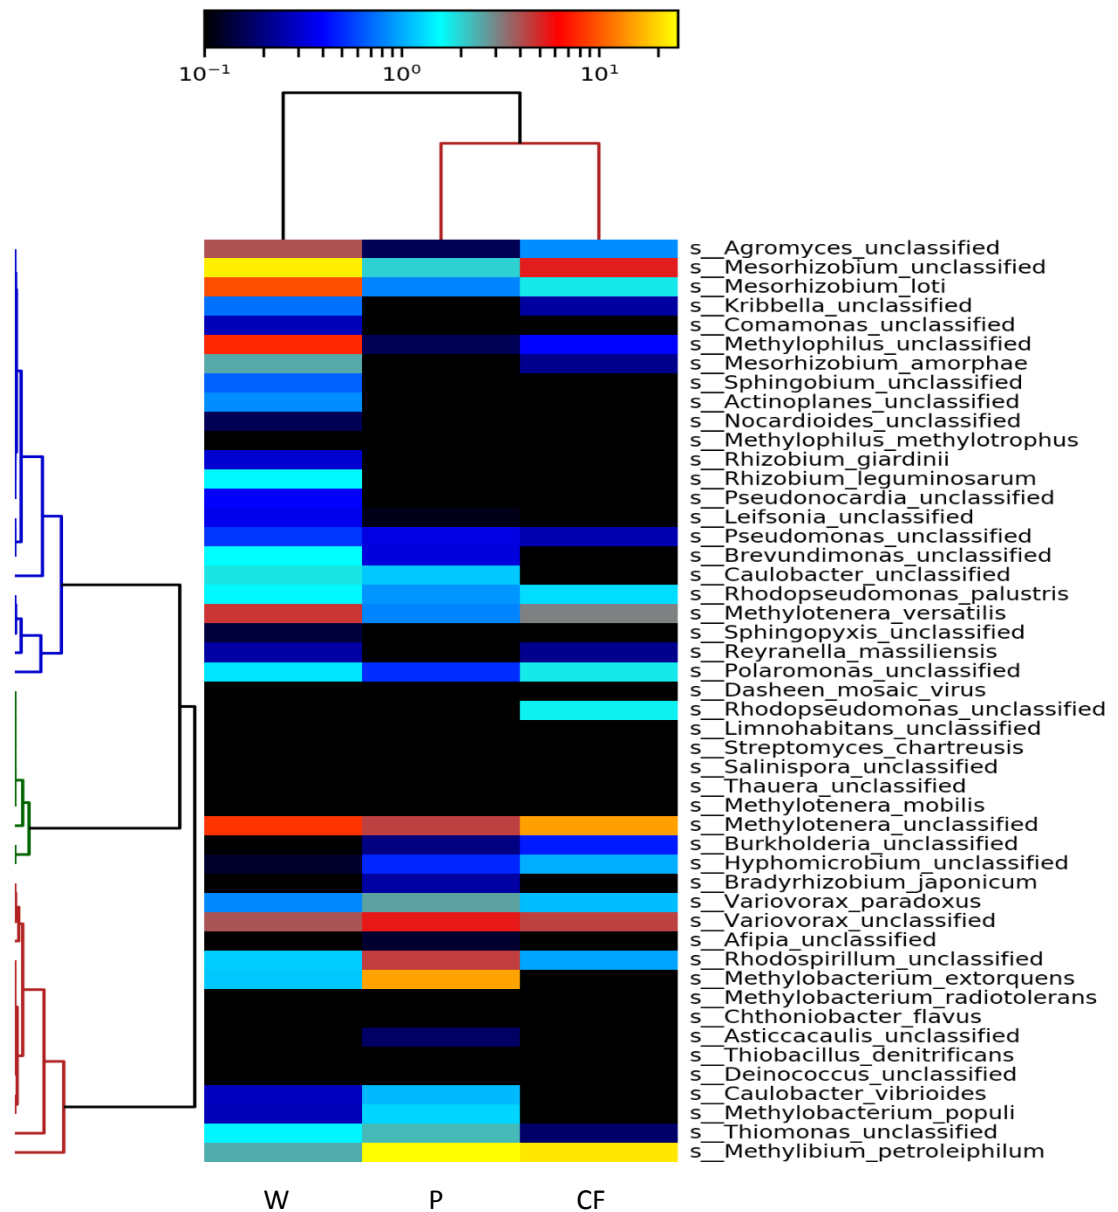 10⁻¹ 10⁰ 10¹
s__Agromyces_unclassified
s__Mesorhizobium_unclassified
s__Mesorhizobium_loti
s__Kribbella_unclassified
s__Comamonas_unclassified
s__Methylophilus_unclassified
s__Mesorhizobium_amorphae
s__Sphingobium_unclassified
s__Actinoplanes_unclassified
s__Nocardioides_unclassified
s__Methylophilus_methylotrophus
s__Rhizobium_giardinii
s__Rhizobium_leguminosarum
s__Pseudonocardia_unclassified
s__Leifsonia_unclassified
s__Pseudomonas_unclassified
s__Brevundimonas_unclassified
s__Caulobacter_unclassified
s__Rhodopseudomonas_palustris
s__Methylotenera_versatilis
s__Sphingopyxis_unclassified
s__Reyranella_massiliensis
s__Polaromonas_unclassified
s__Dasheen_mosaic_virus
s__Rhodopseudomonas_unclassified
s__Limnohabitans_unclassified
s__Streptomyces_chartreusis
s__Salinispora_unclassified
s__Thauera_unclassified
s__Methylotenera_mobilis
s__Methylotenera_unclassified
s__Burkholderia_unclassified
s__Hyphomicrobium_unclassified
s__Bradyrhizobium_japonicum
s__Variovorax_paradoxus
s__Variovorax_unclassified
s__Afipia_unclassified
s__Rhodospirillum_unclassified
s__Methylobacterium_extorquens
s__Methylobacterium_radiotolerans
s__Chthoniobacter_flavus
s__Asticcacaulis_unclassified
s__Thiobacillus_denitrificans
s__Deinococcus_unclassified
s__Caulobacter_vibrioides
s__Methylobacterium_populi
s__Thiomonas_unclassified
s__Methylibium_petroleiphilum
W P CF